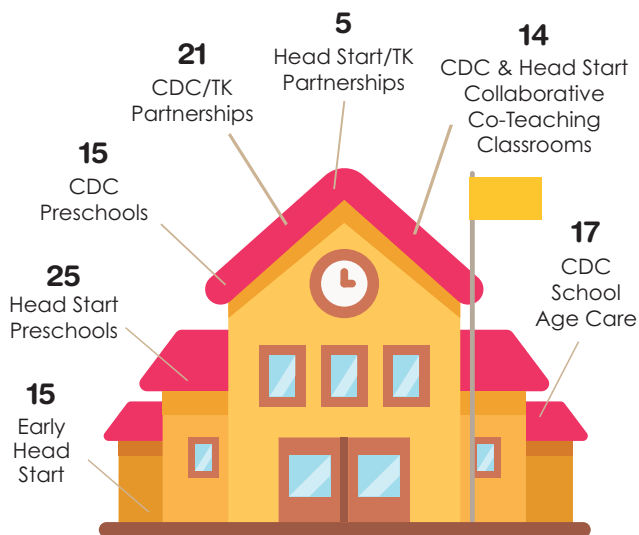 5
Head Start/TK
Partnerships
14
CDC & Head Start
Collaborative
Co-Teaching
Classrooms
21
CDC/TK
Partnerships
15
CDC
Preschools
17
CDC
School
Age Care
25
Head Start
Preschools
15
Early
Head
Start